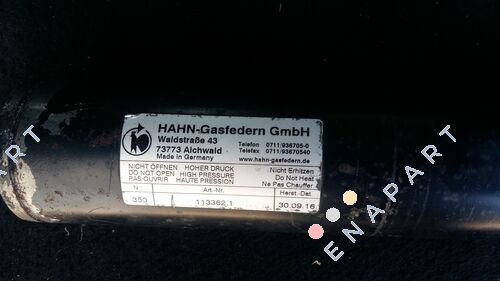 HAHN-Gasfedern GmbH
Waldstraße 43 Telefon 0711/936705-0
73773 Aichwald Telefax 0711/93670540
Made in Germany www.hahn-gasfedern.de
NICHT ÖFFNEN HOHER DRUCK Nicht Erhitzen
DO NOT OPEN HIGH PRESSURE Do Not Heat
PAS OUVRIR HAUTE PRESSION Ne Pas Chauffer
N Art.-Nr. Herst.-Dat.
350 113362.1 30.09.16
ENAPART